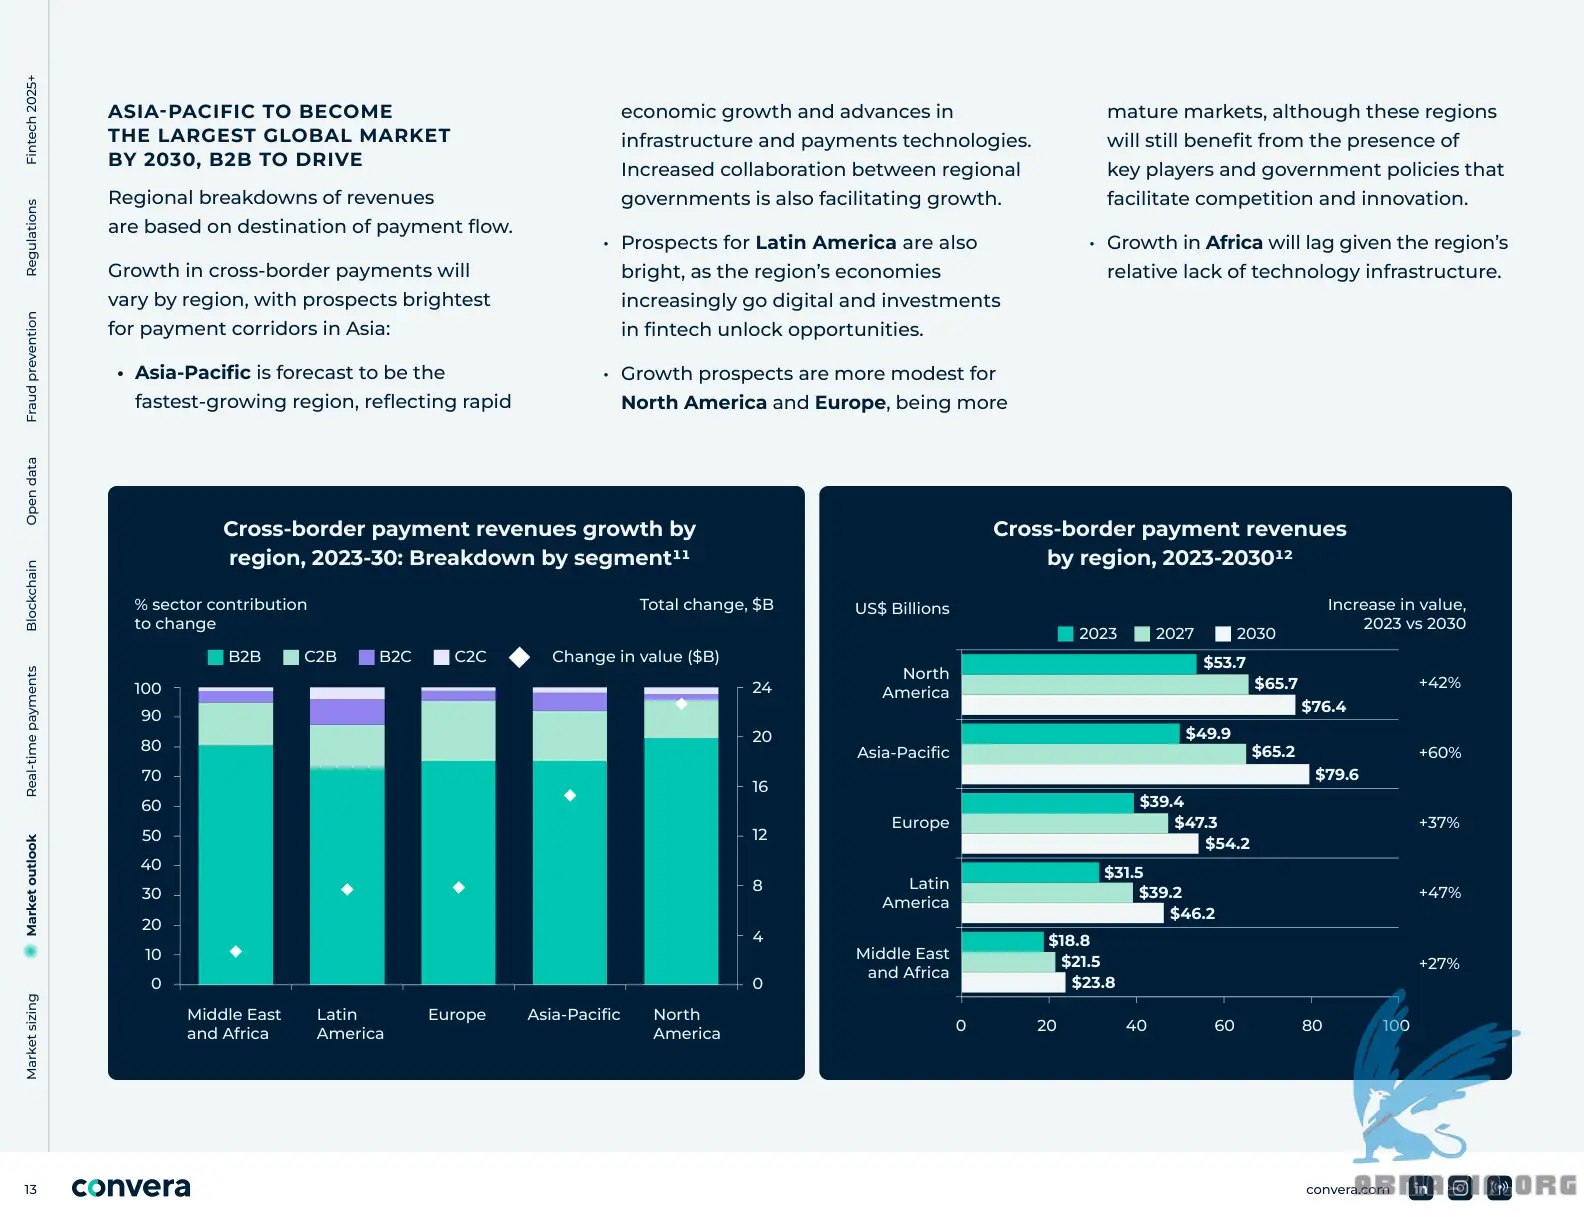 Fintech 2025+
Regulations
Fraud prevention
Open data
Blockchain
Real-time payments
Market outlook
Market sizing
ASIA-PACIFIC TO BECOME
THE LARGEST GLOBAL MARKET
BY 2030, B2B TO DRIVE
Regional breakdowns of revenues
are based on destination of payment flow.
Growth in cross-border payments will
vary by region, with prospects brightest
for payment corridors in Asia:
• Asia-Pacific is forecast to be the
fastest-growing region, reflecting rapid
economic growth and advances in
infrastructure and payments technologies.
Increased collaboration between regional
governments is also facilitating growth.
• Prospects for Latin America are also
bright, as the region’s economies
increasingly go digital and investments
in fintech unlock opportunities.
• Growth prospects are more modest for
North America and Europe, being more
mature markets, although these regions
will still benefit from the presence of
key players and government policies that
facilitate competition and innovation.
• Growth in Africa will lag given the region’s
relative lack of technology infrastructure.
Cross-border payment revenues growth by
region, 2023-30: Breakdown by segment¹¹
% sector contribution
to change
Total change, $B
B2B C2B B2C C2C Change in value ($B)
100 24
90
80 20
70
60 16
50 12
40
30 8
20 4
10
0 0
Middle East
and Africa
Latin
America
Europe
Asia-Pacific
North
America
Cross-border payment revenues
by region, 2023-2030¹²
US$ Billions
Increase in value,
2023 vs 2030
2023 2027 2030
North
America
$53.7
$65.7
$76.4
+42%
Asia-Pacific
$49.9
$65.2
$79.6
+60%
Europe
$39.4
$47.3
$54.2
+37%
Latin
America
$31.5
$39.2
$46.2
+47%
Middle East
and Africa
$18.8
$21.5
$23.8
+27%
0 20 40 60 80 100
13 convera
convera.com in